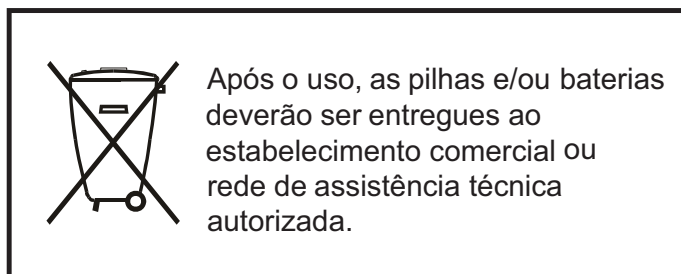 Após o uso, as pilhas e/ou baterias
deverão ser entregues ao
estabelecimento comercial ou
rede de assistência técnica
autorizada.